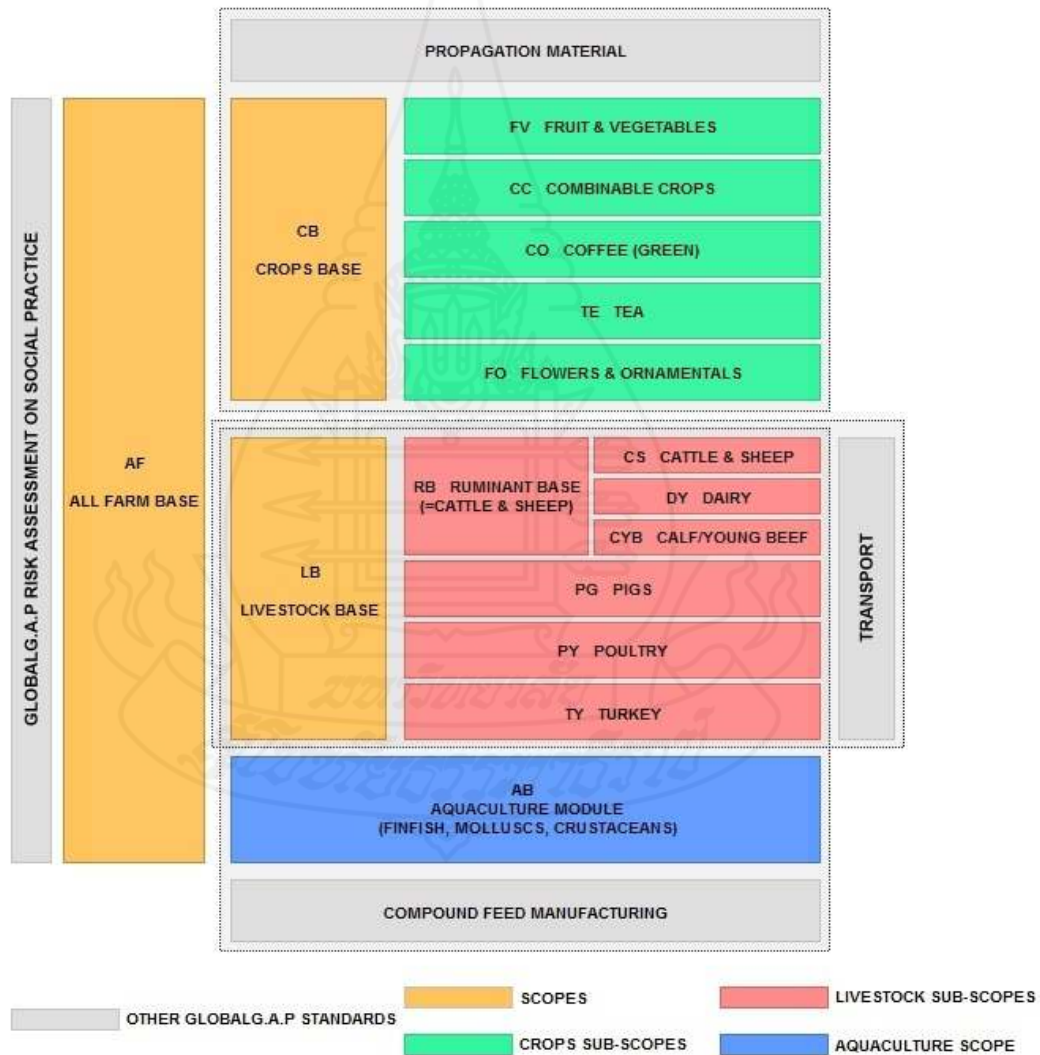 PROPAGATION MATERIAL
GLOBALG.A.P RISK ASSESSMENT ON SOCIAL PRACTICE
AF
ALL FARM BASE
CB
CROPS BASE
FV FRUIT & VEGETABLES
CC COMBINABLE CROPS
CO COFFEE (GREEN)
TE TEA
FO FLOWERS & ORNAMENTALS
LB
LIVESTOCK BASE
RB RUMINANT BASE
(=CATTLE & SHEEP)
CS CATTLE & SHEEP
DY DAIRY
CYB CALF/YOUNG BEEF
PG PIGS
PY POULTRY
TY TURKEY
TRANSPORT
AB
AQUACULTURE MODULE
(FINFISH, MOLLUSCS, CRUSTACEANS)
COMPOUND FEED MANUFACTURING
OTHER GLOBALG.A.P STANDARDS
SCOPES
CROPS SUB-SCOPES
LIVESTOCK SUB-SCOPES
AQUACULTURE SCOPE